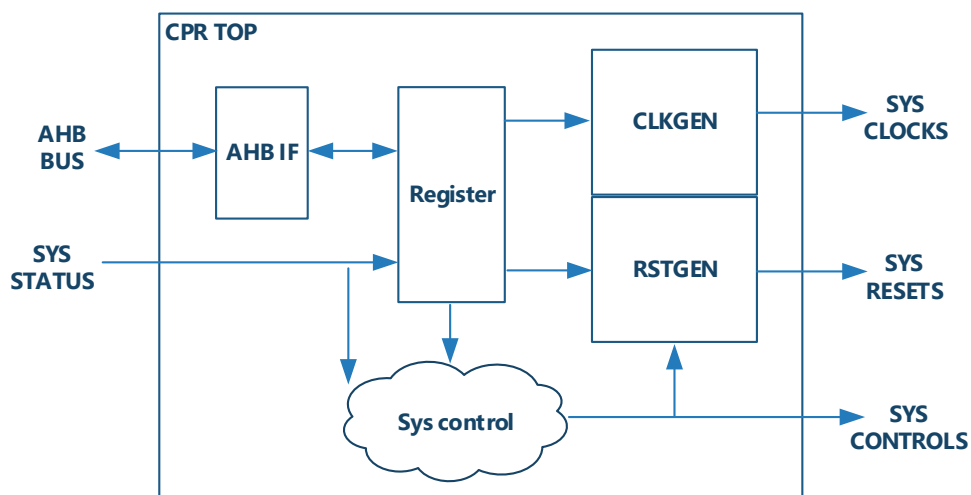 CPR TOP
AHB
BUS
AHB IF
Register
CLKGEN
SYS
CLOCKS
SYS
STATUS
RSTGEN
SYS
RESETS
Sys control
SYS
CONTROLS